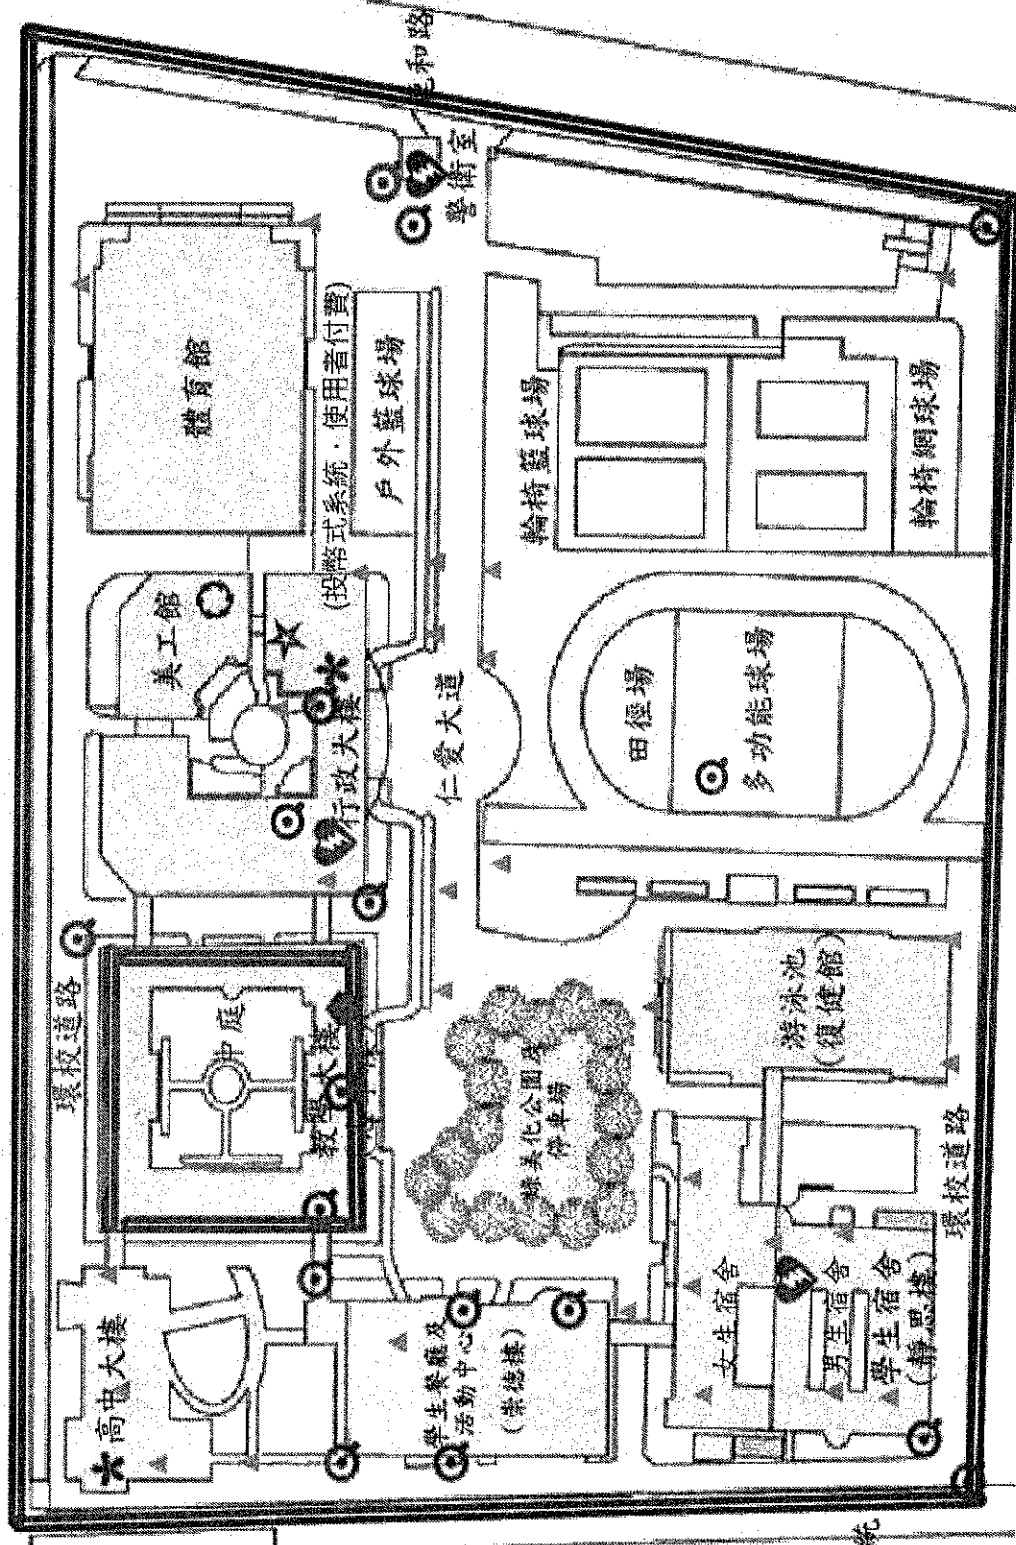 環校道路
高中大樓
美工館
體育館
中庭
教學大樓
行政大樓
(投幣式系統．使用者付費)
戶外籃球場
和路
警衛室
學生餐廳及
活動中心
(崇德樓)
仁愛大道
綠美化公園及
停車場
輪椅籃球場
田徑場
多功能球場
輪椅網球場
女生宿舍
男生宿舍
學生宿舍
(靜思樓)
游泳池
(復健館)
環校道路